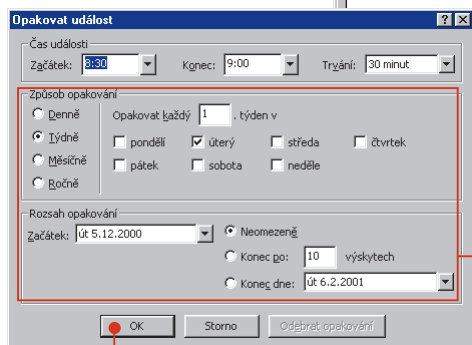 Opakovat událost
Čas události
Začátek: 8:30 Konec: 9:00 Trvání: 30 minut
Způsob opakování
Denně Opakovat každý 1 . týden v
Týdně pondělí úterý středa čtvrtek
Měsíčně pátek sobota neděle
Ročně
Rozsah opakování
Začátek: út 5.12.2000 Neomezeně
Konec po: 10 výskytech
Konec dne: út 6.2.2001
OK Storno Odebrat opakování